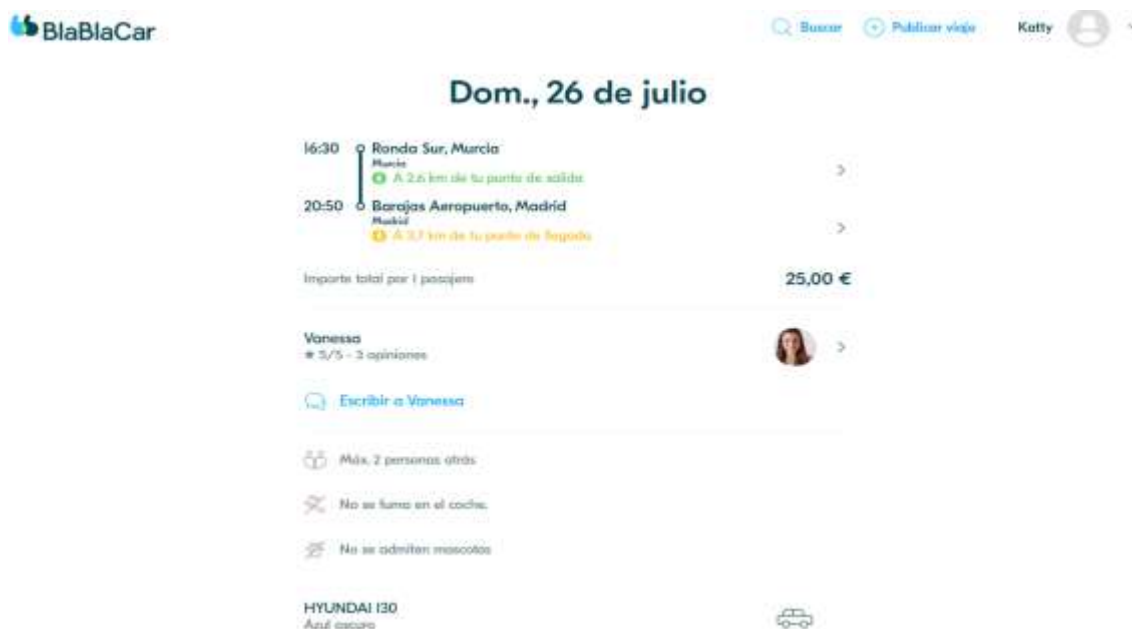 BlaBlaCar
Buscar
Publicar viaje
Katty
Dom., 26 de julio
16:30 Ronda Sur, Murcia
Murcia
A 2,6 km de tu punto de salida
20:50 Barajas Aeropuerto, Madrid
Madrid
A 3,7 km de tu punto de llegada
Importe total por 1 pasajero 25,00 €
Vanessa
★ 5/5 - 3 opiniones
Escribir a Vanessa
Máx. 2 personas atrás
No se fuma en el coche.
No se admiten mascotas
HYUNDAI I30
Azul oscuro